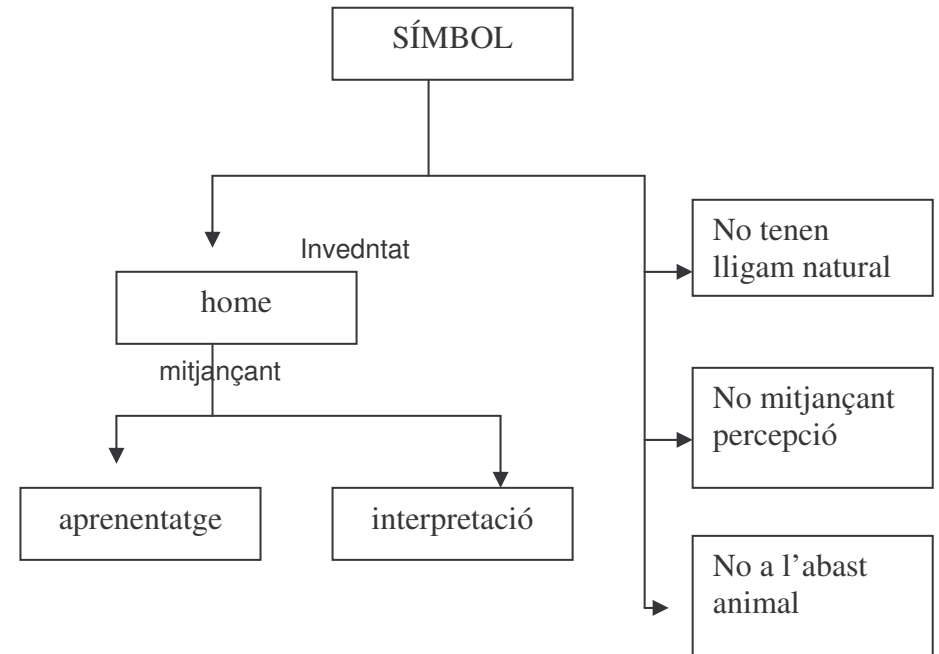 SÍMBOL
Invedntat
home
mitjançant
aprenentatge
interpretació
No tenen
lligam natural
No mitjançant
percepció
No a l’abast
animal